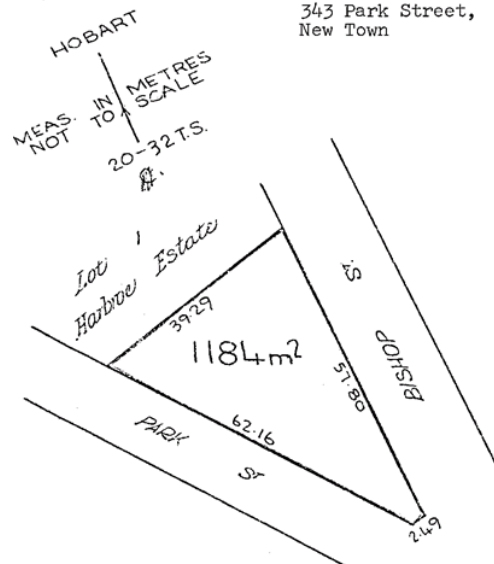 343 Park Street,
New Town
HOBART
MEAS. IN METRES
NOT TO SCALE
20-32 T.S.
Lot 1
Harbroe Estate
39.29
1184m²
ST.
BISHOP
57.80
62.16
PARK ST
2.49